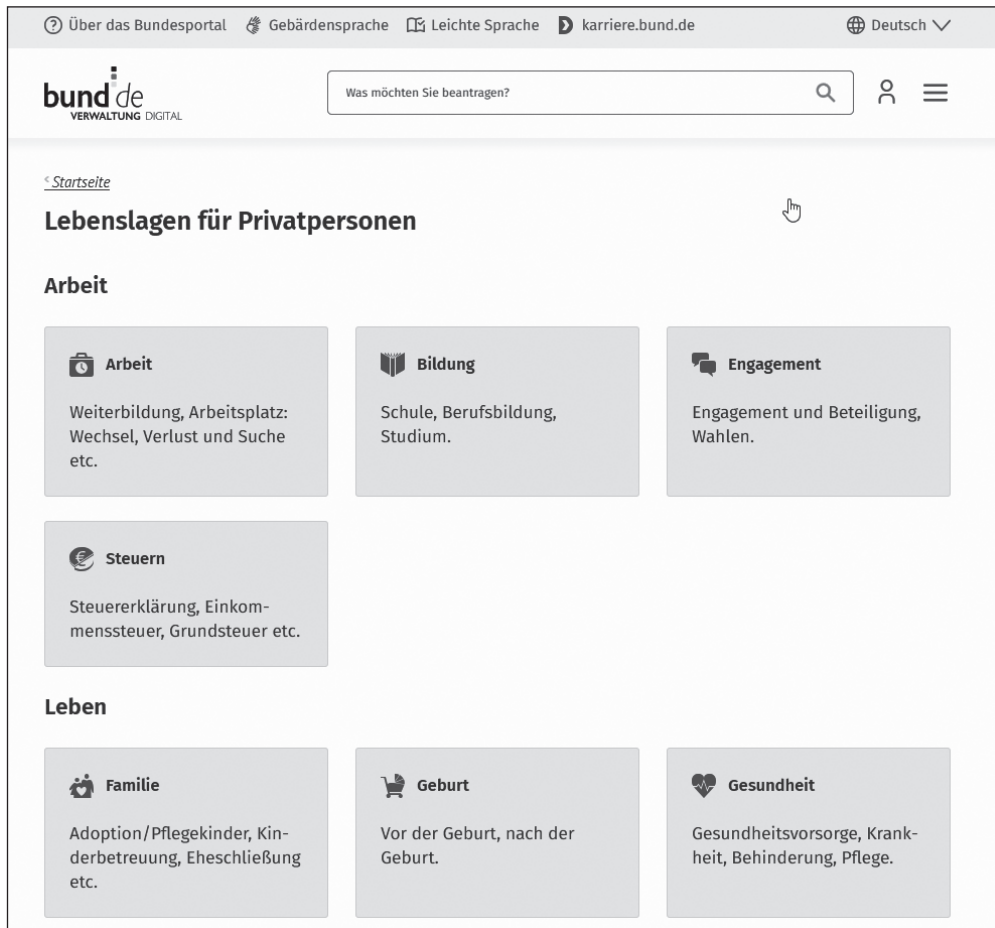 Über das Bundesportal Gebärdensprache Leichte Sprache karriere.bund.de Deutsch
bund.de
VERWALTUNG DIGITAL
Was möchten Sie beantragen?
< Startseite
Lebenslagen für Privatpersonen
Arbeit
Arbeit
Weiterbildung, Arbeitsplatz:
Wechsel, Verlust und Suche
etc.
Bildung
Schule, Berufsbildung,
Studium.
Engagement
Engagement und Beteiligung,
Wahlen.
Steuern
Steuererklärung, Einkom-
menssteuer, Grundsteuer etc.
Leben
Familie
Adoption/Pflegekinder, Kin-
derbetreuung, Eheschließung
etc.
Geburt
Vor der Geburt, nach der
Geburt.
Gesundheit
Gesundheitsvorsorge, Krank-
heit, Behinderung, Pflege.